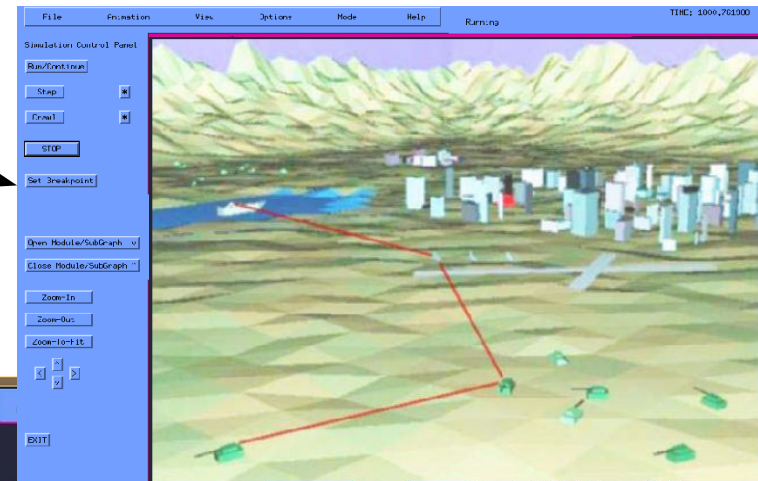 File Animation View Options Mode Help Running TIME: 1000,761900
Simulation Control Panel
Run/Continue
Step *
Crawl *
STOP
Set Breakpoint
Open Module/SubGraph v
Close Module/SubGraph ^
Zoom-In
Zoom-Out
Zoom-To-Fit
^
< >
v
EXIT